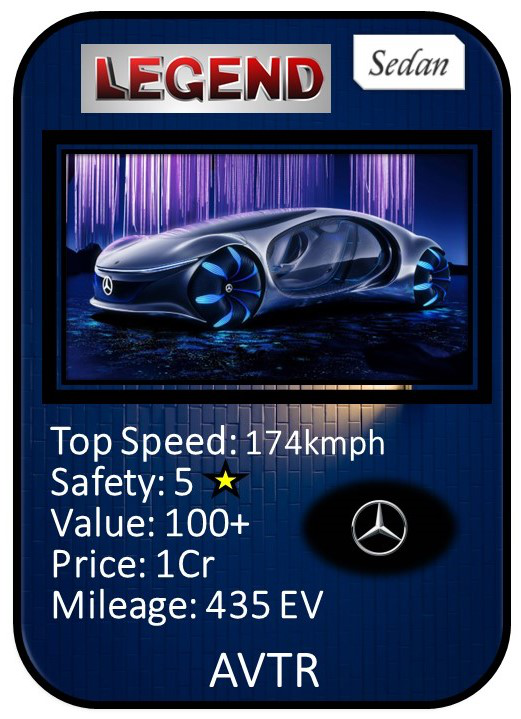 LEGEND
Sedan
Top Speed: 174kmph
Safety: 5
Value: 100+
Price: 1Cr
Mileage: 435 EV
AVTR